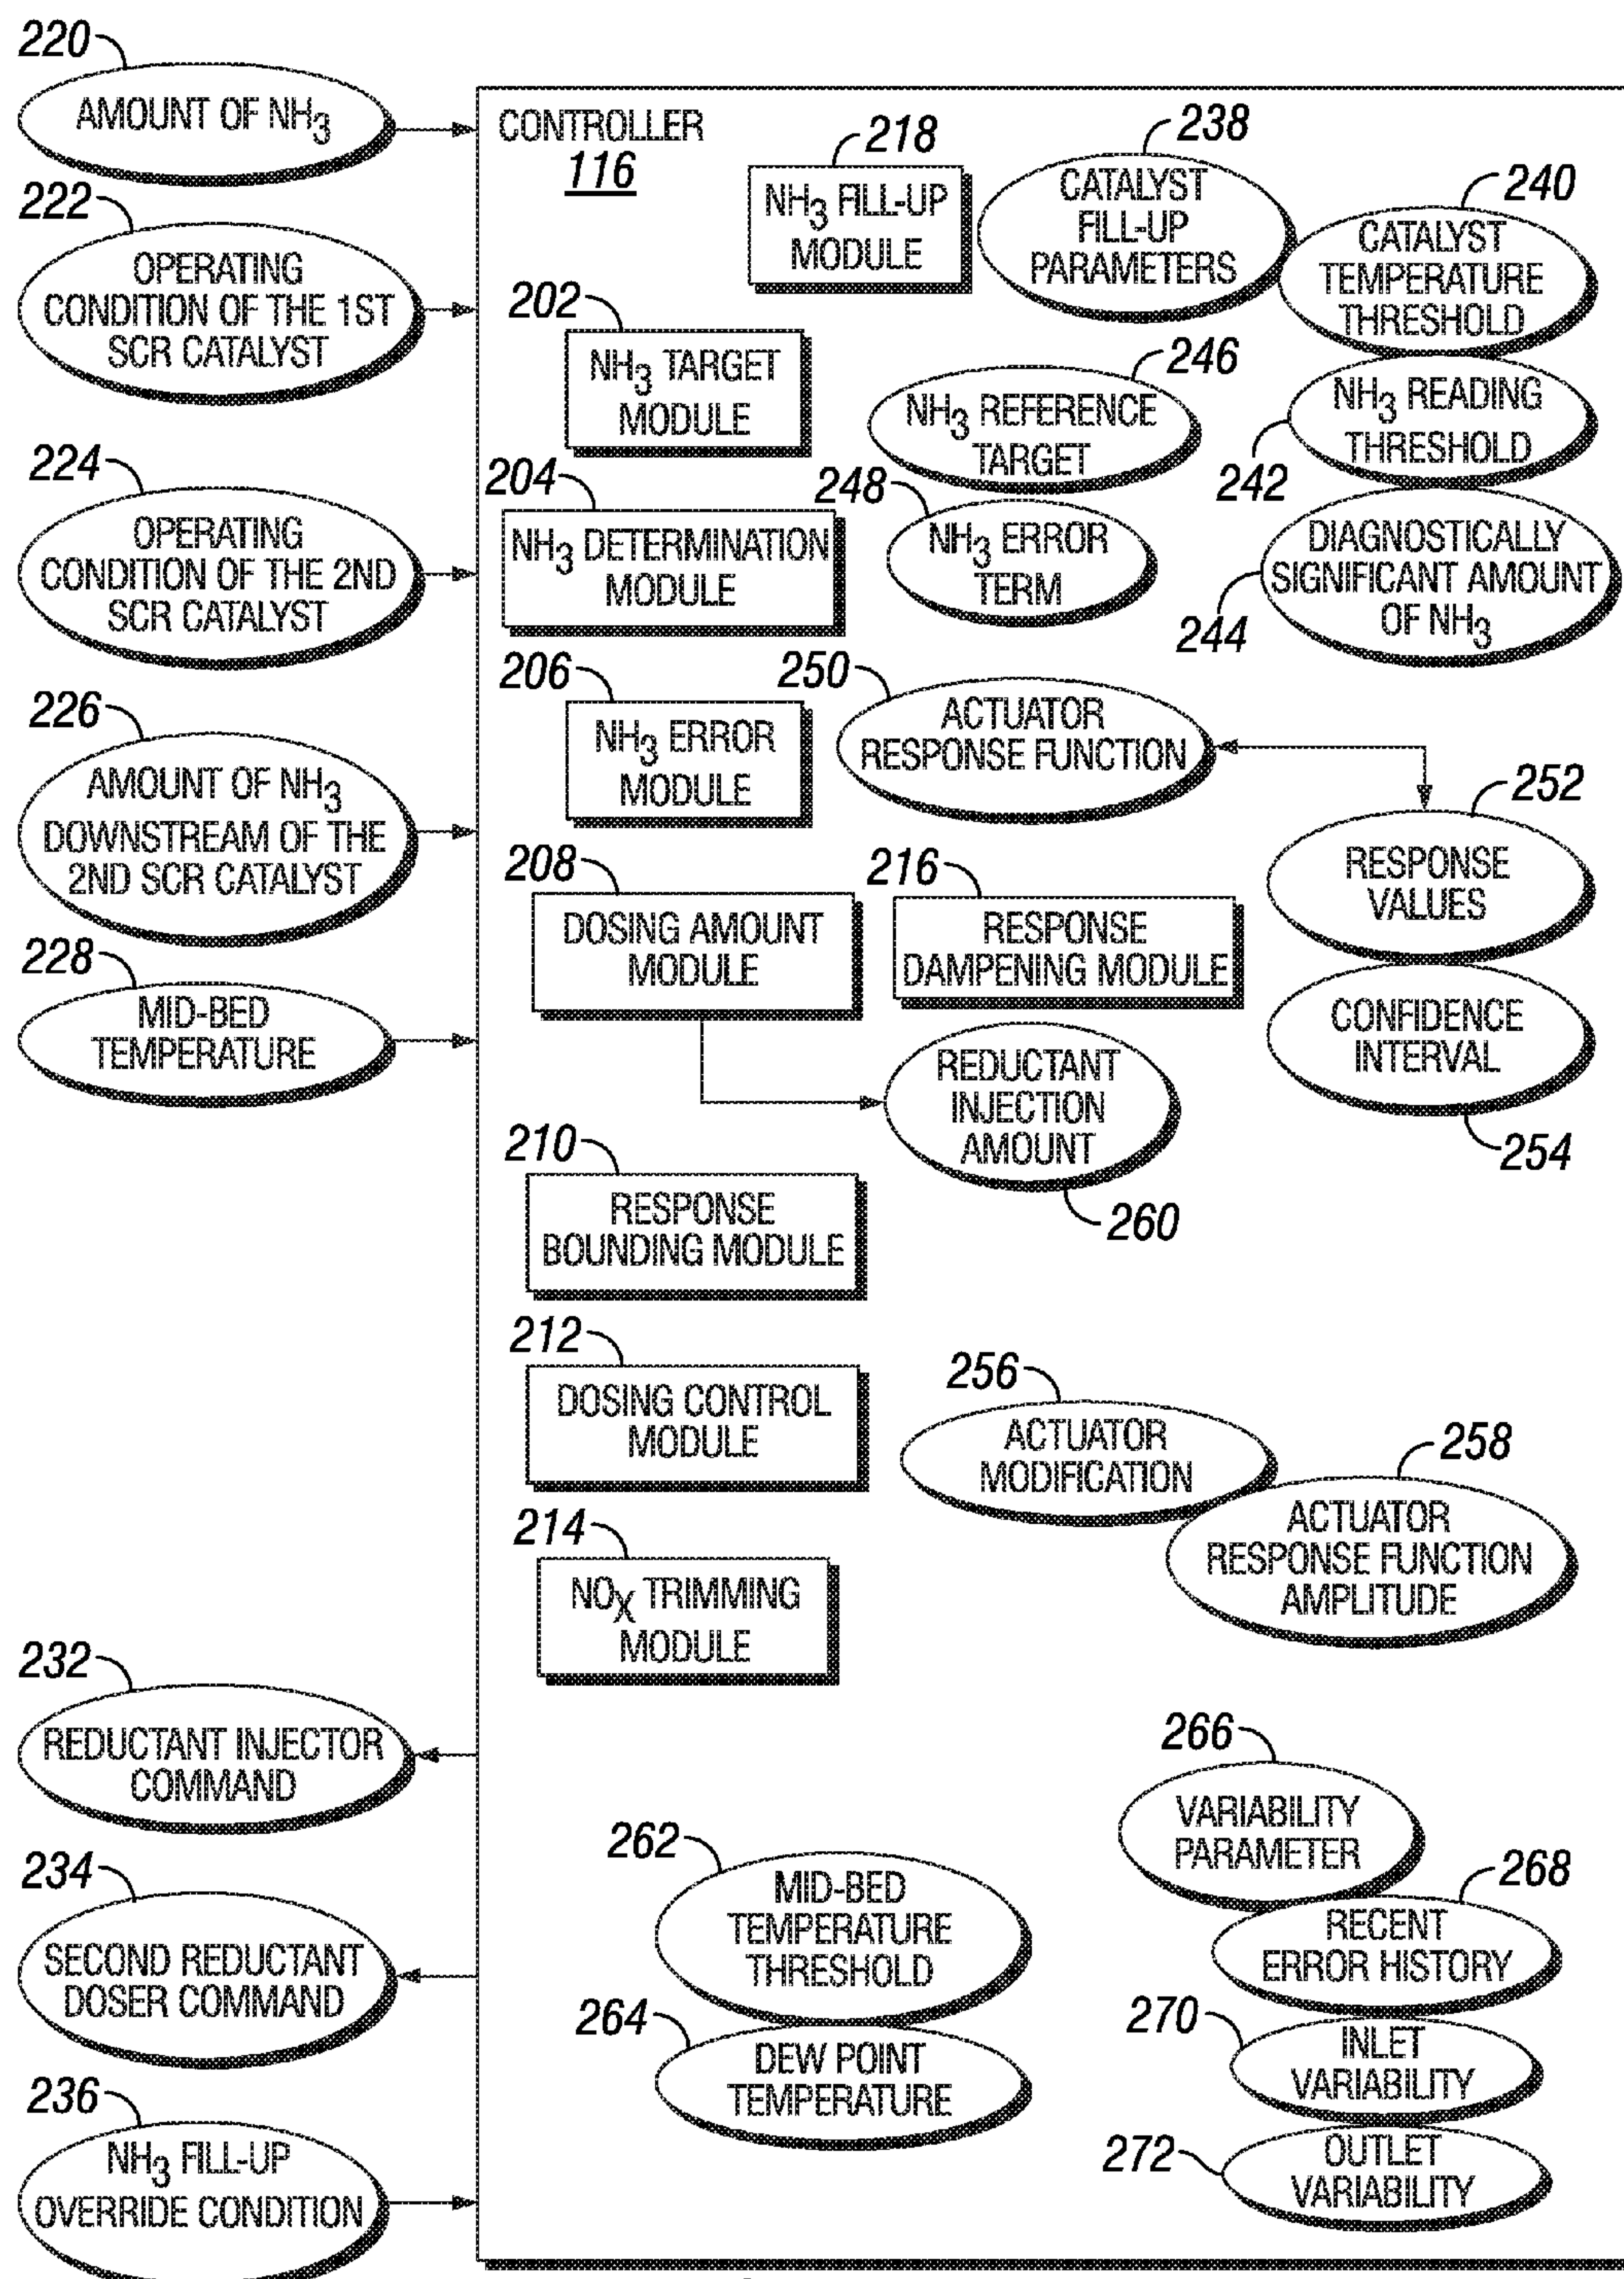 220
AMOUNT OF NH3
222
OPERATING
CONDITION OF THE 1ST
SCR CATALYST
224
OPERATING
CONDITION OF THE 2ND
SCR CATALYST
226
AMOUNT OF NH3
DOWNSTREAM OF THE
2ND SCR CATALYST
228
MID-BED
TEMPERATURE
232
REDUCTANT INJECTOR
COMMAND
234
SECOND REDUCTANT
DOSER COMMAND
236
NH3 FILL-UP
OVERRIDE CONDITION
CONTROLLER
116
218
NH3 FILL-UP
MODULE
238
CATALYST
FILL-UP
PARAMETERS
240
CATALYST
TEMPERATURE
THRESHOLD
202
NH3 TARGET
MODULE
246
NH3 REFERENCE
TARGET
NH3 READING
THRESHOLD
242
204
NH3 DETERMINATION
MODULE
248
NH3 ERROR
TERM
DIAGNOSTICALLY
SIGNIFICANT AMOUNT
OF NH3
244
206
NH3 ERROR
MODULE
250
ACTUATOR
RESPONSE FUNCTION
252
RESPONSE
VALUES
208
DOSING AMOUNT
MODULE
216
RESPONSE
DAMPENING MODULE
CONFIDENCE
INTERVAL
254
REDUCTANT
INJECTION
AMOUNT
260
210
RESPONSE
BOUNDING MODULE
212
DOSING CONTROL
MODULE
256
ACTUATOR
MODIFICATION
258
ACTUATOR
RESPONSE FUNCTION
AMPLITUDE
214
NOX TRIMMING
MODULE
266
VARIABILITY
PARAMETER
262
MID-BED
TEMPERATURE
THRESHOLD
268
RECENT
ERROR HISTORY
264
DEW POINT
TEMPERATURE
270
INLET
VARIABILITY
272
OUTLET
VARIABILITY